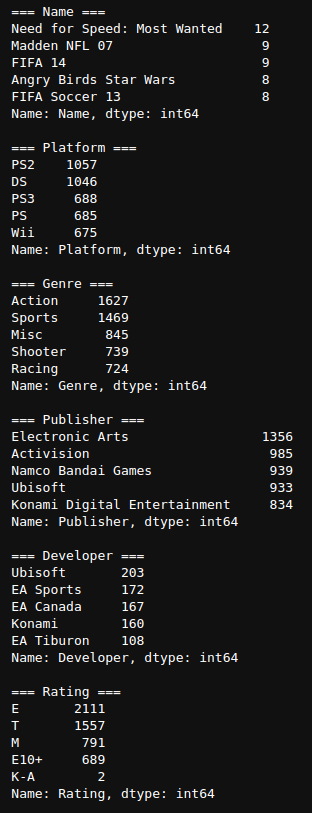 === Name ===
Need for Speed: Most Wanted    12
Madden NFL 07                   9
FIFA 14                         9
Angry Birds Star Wars           8
FIFA Soccer 13                  8
Name: Name, dtype: int64

=== Platform ===
PS2    1057
DS     1046
PS3     688
PS      685
Wii     675
Name: Platform, dtype: int64

=== Genre ===
Action     1627
Sports     1469
Misc        845
Shooter     739
Racing      724
Name: Genre, dtype: int64

=== Publisher ===
Electronic Arts                 1356
Activision                       985
Namco Bandai Games               939
Ubisoft                          933
Konami Digital Entertainment     834
Name: Publisher, dtype: int64

=== Developer ===
Ubisoft       203
EA Sports     172
EA Canada     167
Konami        160
EA Tiburon    108
Name: Developer, dtype: int64

=== Rating ===
E       2111
T       1557
M        791
E10+     689
K-A        2
Name: Rating, dtype: int64